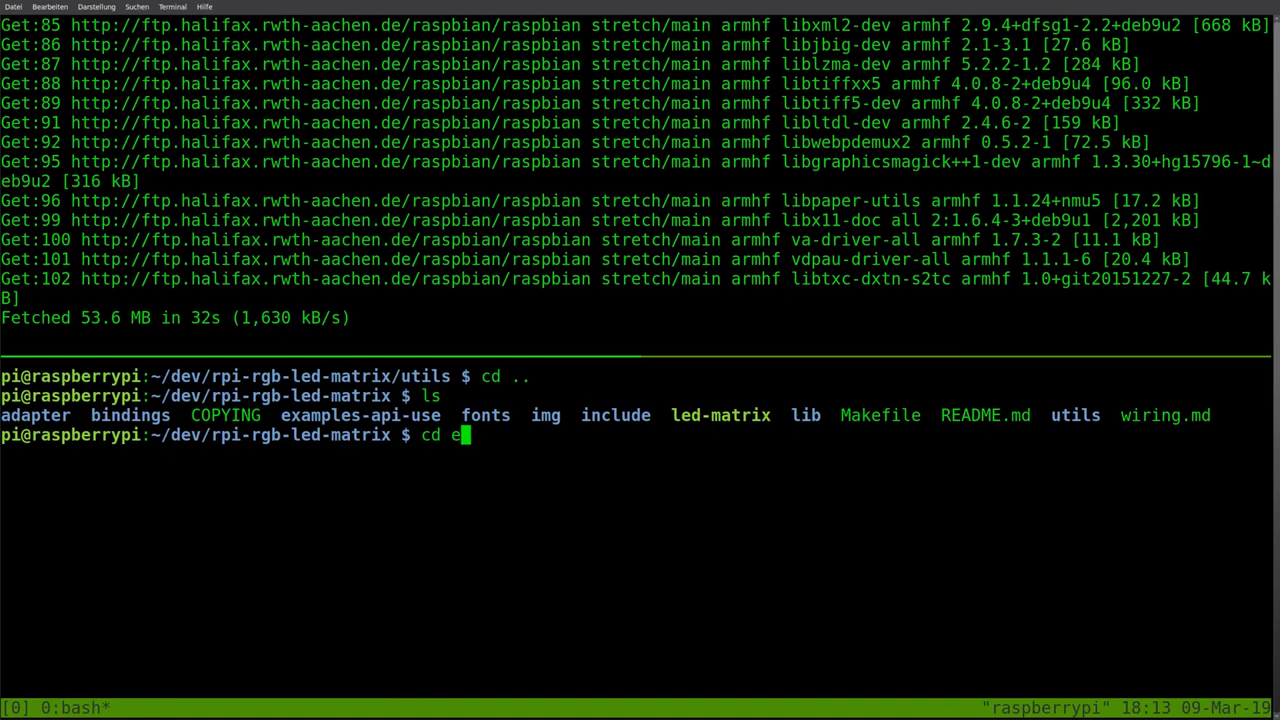 Datei Bearbeiten Darstellung Suchen Terminal Hilfe
Get:85 http://ftp.halifax.rwth-aachen.de/raspbian/raspbian stretch/main armhf libxml2-dev armhf 2.9.4+dfsg1-2.2+deb9u2 [668 kB]
Get:86 http://ftp.halifax.rwth-aachen.de/raspbian/raspbian stretch/main armhf libjbig-dev armhf 2.1-3.1 [27.6 kB]
Get:87 http://ftp.halifax.rwth-aachen.de/raspbian/raspbian stretch/main armhf liblzma-dev armhf 5.2.2-1.2 [284 kB]
Get:88 http://ftp.halifax.rwth-aachen.de/raspbian/raspbian stretch/main armhf libtiffxx5 armhf 4.0.8-2+deb9u4 [96.0 kB]
Get:89 http://ftp.halifax.rwth-aachen.de/raspbian/raspbian stretch/main armhf libtiff5-dev armhf 4.0.8-2+deb9u4 [332 kB]
Get:91 http://ftp.halifax.rwth-aachen.de/raspbian/raspbian stretch/main armhf libltdl-dev armhf 2.4.6-2 [159 kB]
Get:92 http://ftp.halifax.rwth-aachen.de/raspbian/raspbian stretch/main armhf libwebpdemux2 armhf 0.5.2-1 [72.5 kB]
Get:95 http://ftp.halifax.rwth-aachen.de/raspbian/raspbian stretch/main armhf libgraphicsmagick++1-dev armhf 1.3.30+hg15796-1~d
eb9u2 [316 kB]
Get:96 http://ftp.halifax.rwth-aachen.de/raspbian/raspbian stretch/main armhf libpaper-utils armhf 1.1.24+nmu5 [17.2 kB]
Get:99 http://ftp.halifax.rwth-aachen.de/raspbian/raspbian stretch/main armhf libx11-doc all 2:1.6.4-3+deb9u1 [2,201 kB]
Get:100 http://ftp.halifax.rwth-aachen.de/raspbian/raspbian stretch/main armhf va-driver-all armhf 1.7.3-2 [11.1 kB]
Get:101 http://ftp.halifax.rwth-aachen.de/raspbian/raspbian stretch/main armhf vdpau-driver-all armhf 1.1.1-6 [20.4 kB]
Get:102 http://ftp.halifax.rwth-aachen.de/raspbian/raspbian stretch/main armhf libtxc-dxtn-s2tc armhf 1.0+git20151227-2 [44.7 k
B]
Fetched 53.6 MB in 32s (1,630 kB/s)
pi@raspberrypi:~/dev/rpi-rgb-led-matrix/utils $ cd ..
pi@raspberrypi:~/dev/rpi-rgb-led-matrix $ ls
adapter bindings COPYING examples-api-use fonts img include led-matrix lib Makefile README.md utils wiring.md
pi@raspberrypi:~/dev/rpi-rgb-led-matrix $ cd e
[0] 0:bash* "raspberrypi" 18:13 09-Mar-19